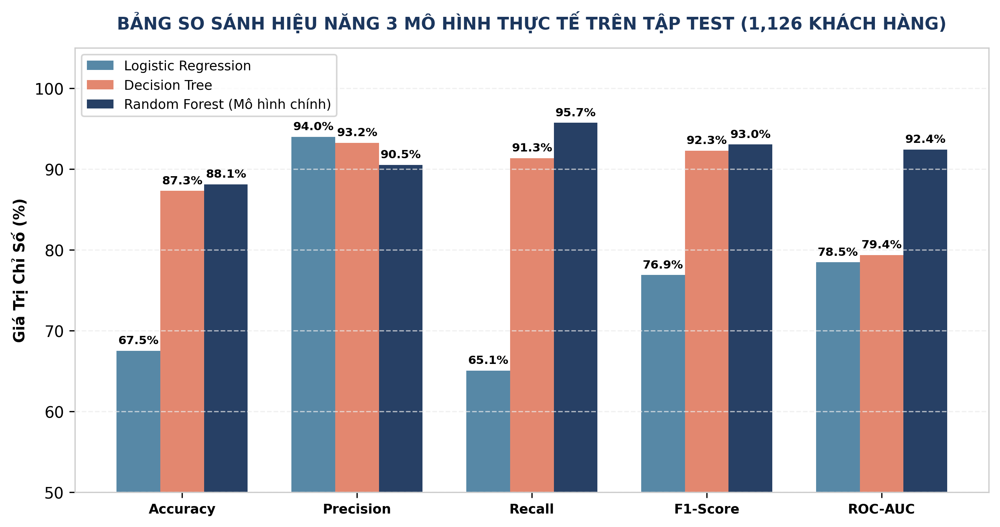 BẢNG SO SÁNH HIỆU NĂNG 3 MÔ HÌNH THỰC TẾ TRÊN TẬP TEST (1,126 KHÁCH HÀNG)
Logistic Regression
Decision Tree
Random Forest (Mô hình chính)
Giá Trị Chỉ Số (%)
100
90
80
70
60
50
67.5%
87.3%
88.1%
94.0%
93.2%
90.5%
65.1%
91.3%
95.7%
76.9%
92.3%
93.0%
78.5%
79.4%
92.4%
Accuracy
Precision
Recall
F1-Score
ROC-AUC